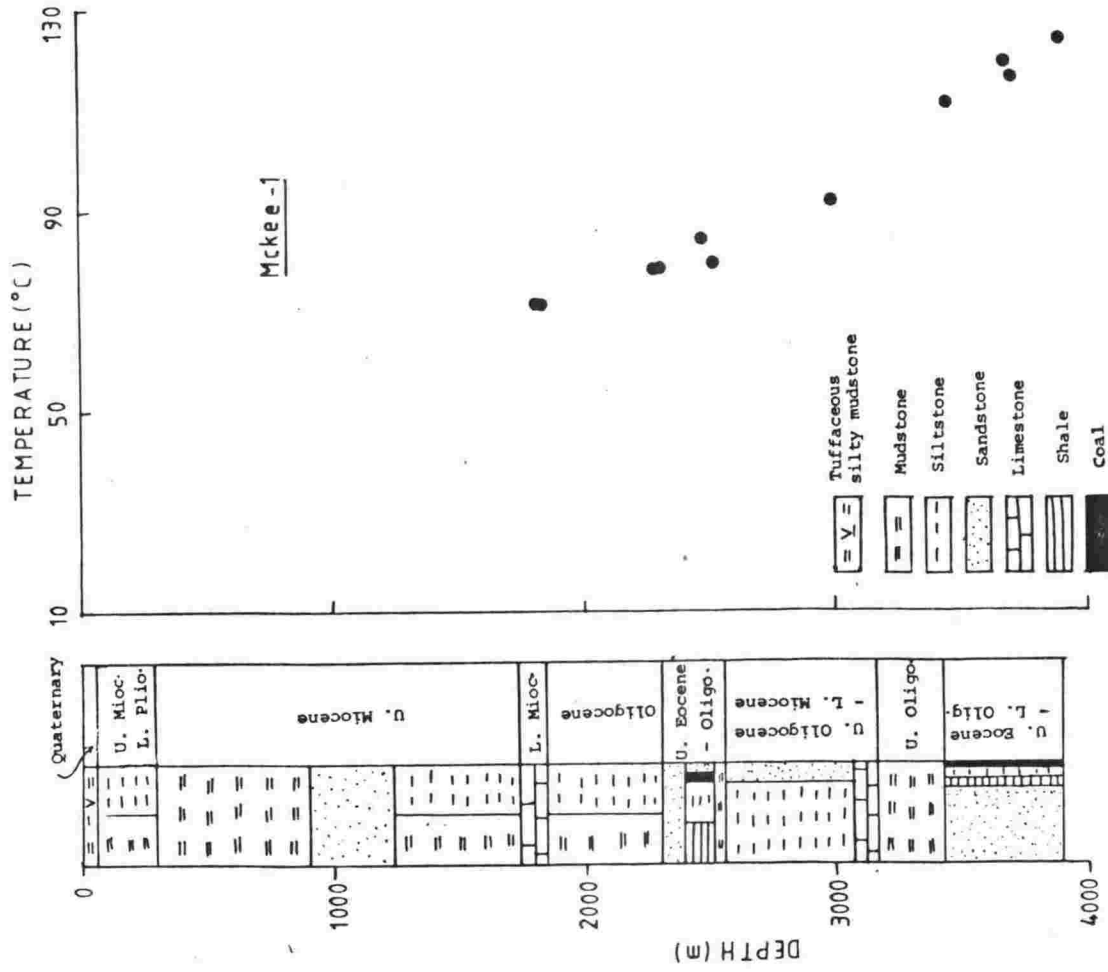 TEMPERATURE (°C)
10
50
90
130
Mckee-1
Quaternary
U. Mioc.
L. Plio.
U. Miocene
L. Mioc.
Oligocene
U. Eocene
- Oligo.
U. Oligocene
- L. Miocene
U. Oligo.
U. Eocene
- L. Olig.
0
1000
2000
3000
4000
DEPTH (m)
Tuffaceous
silty mudstone
Mudstone
Siltstone
Sandstone
Limestone
Shale
Coal